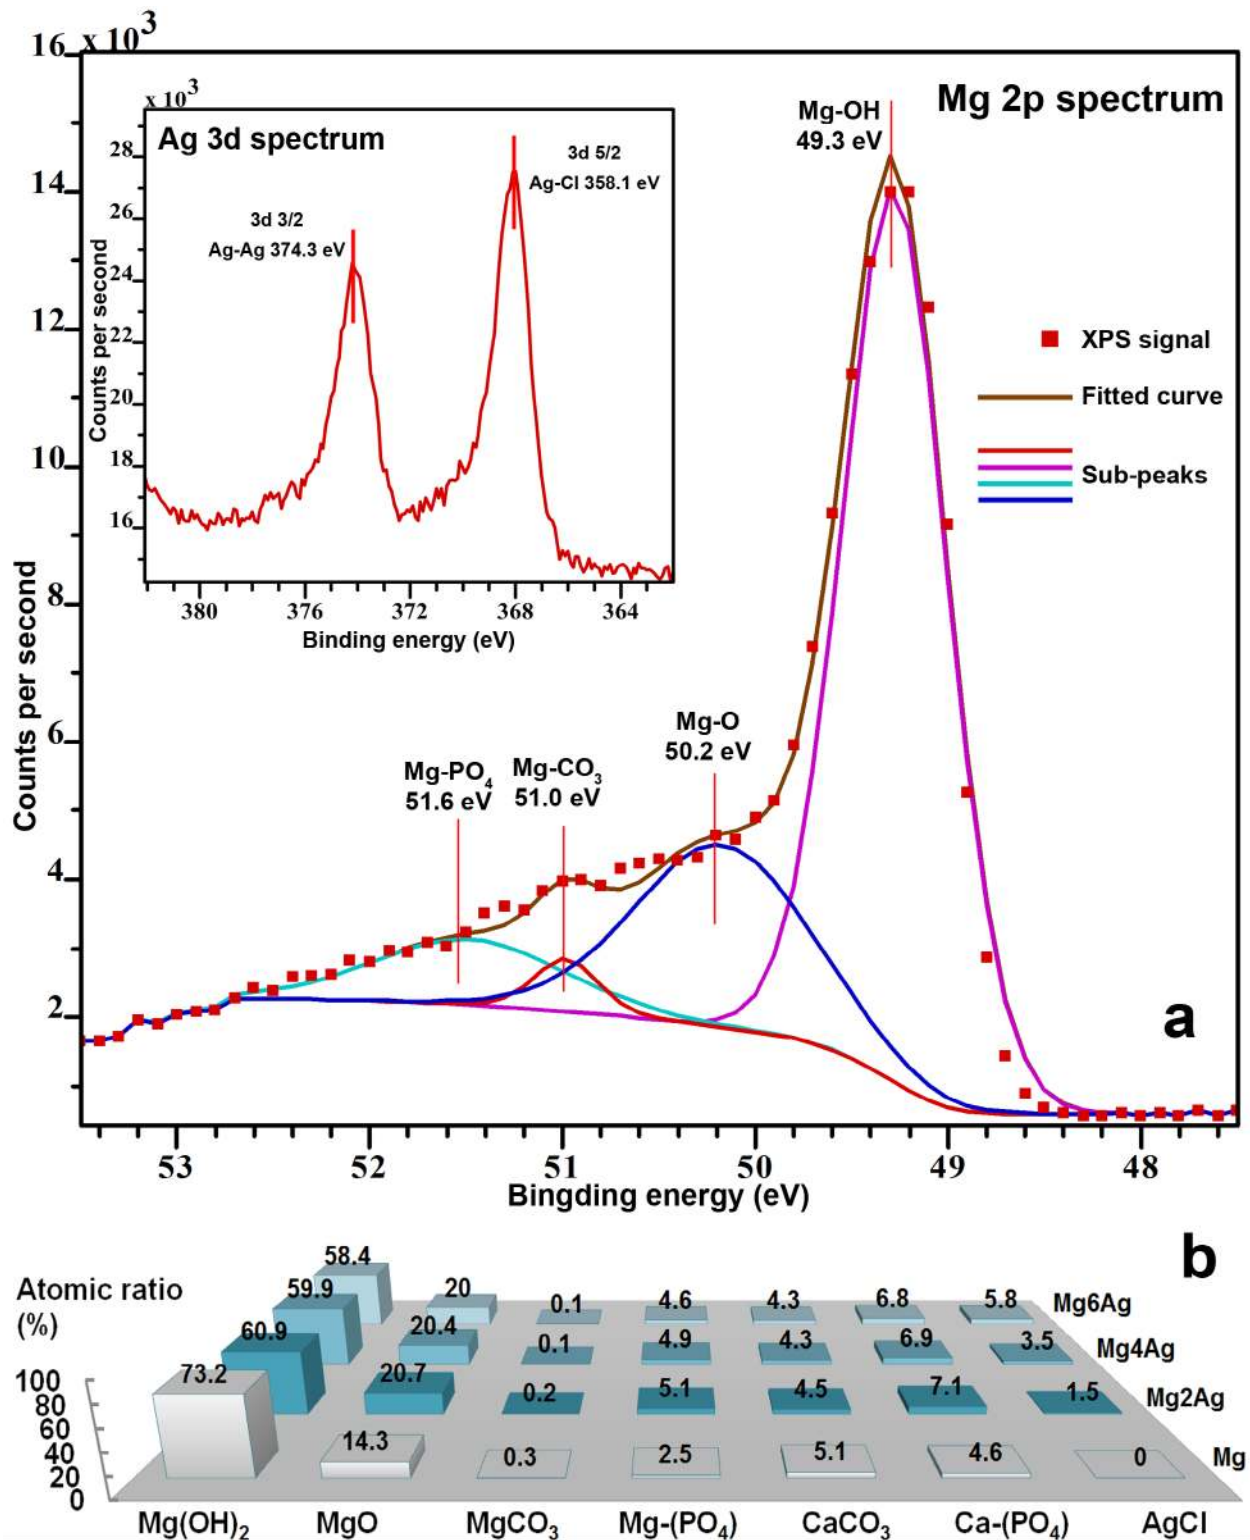 16 x 10³
Mg 2p spectrum
Mg-OH
49.3 eV
x 10³
Ag 3d spectrum
3d 5/2
Ag-Cl 358.1 eV
3d 3/2
Ag-Ag 374.3 eV
28
26
24
22
20
18
16
Counts per second
380 376 372 368 364
Binding energy (eV)
XPS signal
Fitted curve
Sub-peaks
14
12
10
8
6
4
2
Counts per second
Mg-O
50.2 eV
Mg-PO₄
51.6 eV
Mg-CO₃
51.0 eV
a
53 52 51 50 49 48
Bingding energy (eV)
b
Atomic ratio
(%)
100
80
60
40
20
0
58.4 20 0.1 4.6 4.3 6.8 5.8 Mg6Ag
59.9 20.4 0.1 4.9 4.3 6.9 3.5 Mg4Ag
60.9 20.7 0.2 5.1 4.5 7.1 1.5 Mg2Ag
73.2 14.3 0.3 2.5 5.1 4.6 0 Mg
Mg(OH)₂ MgO MgCO₃ Mg-(PO₄) CaCO₃ Ca-(PO₄) AgCl